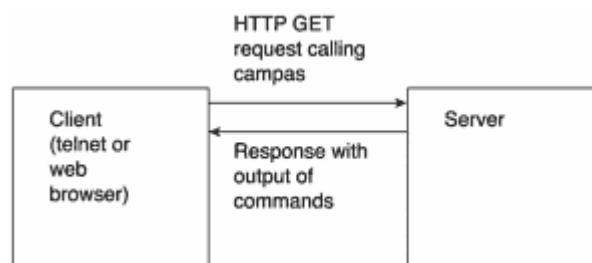 HTTP GET
request calling
campas
Client
(telnet or
web
browser)
Server
Response with
output of
commands